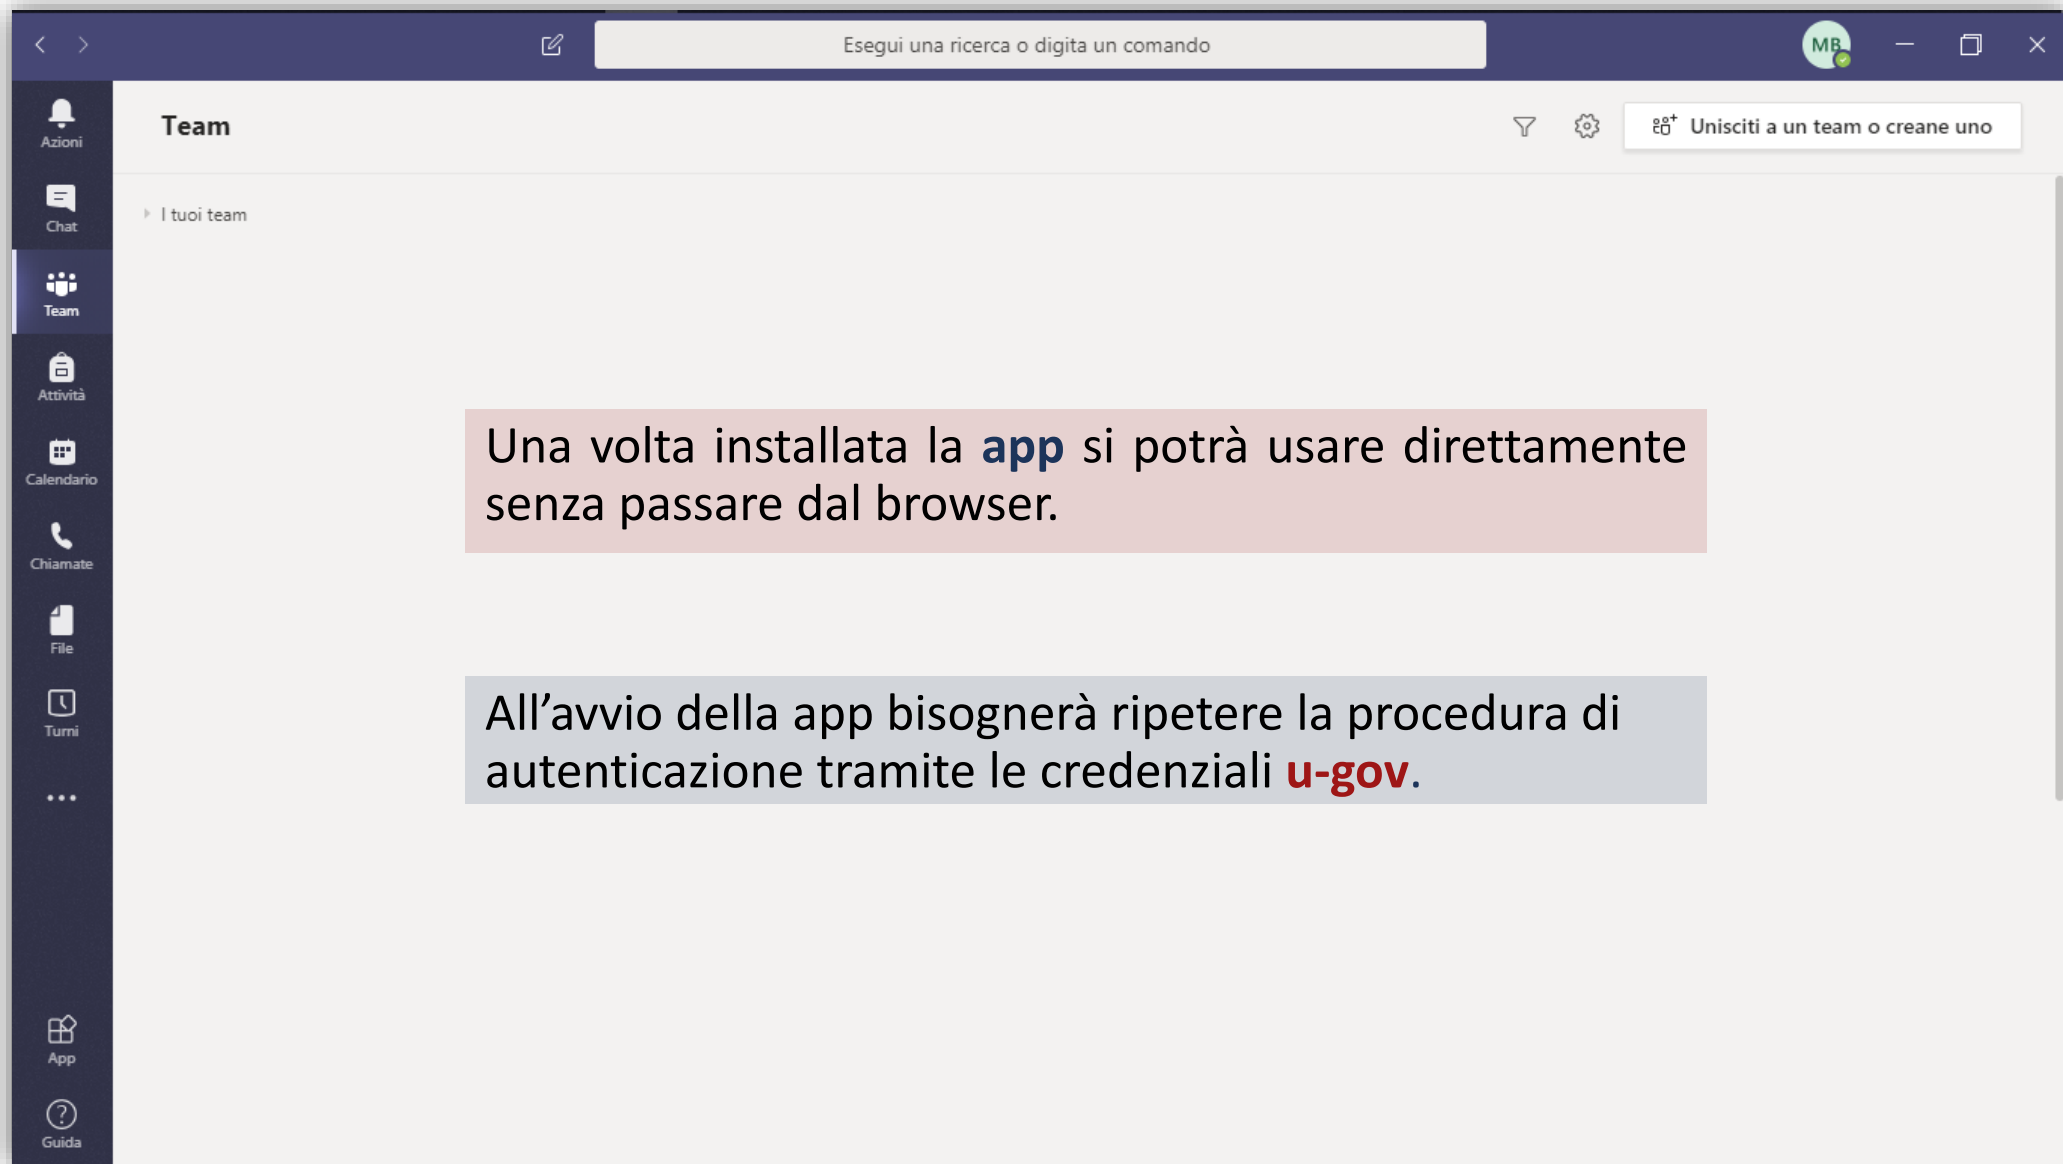 Esegui una ricerca o digita un comando
MB
Azioni
Chat
Team
Attività
Calendario
Chiamate
File
Turni
App
Guida
Team
Unisciti a un team o creane uno
I tuoi team
Una volta installata la app si potrà usare direttamente
senza passare dal browser.
All’avvio della app bisognerà ripetere la procedura di
autenticazione tramite le credenziali u-gov.